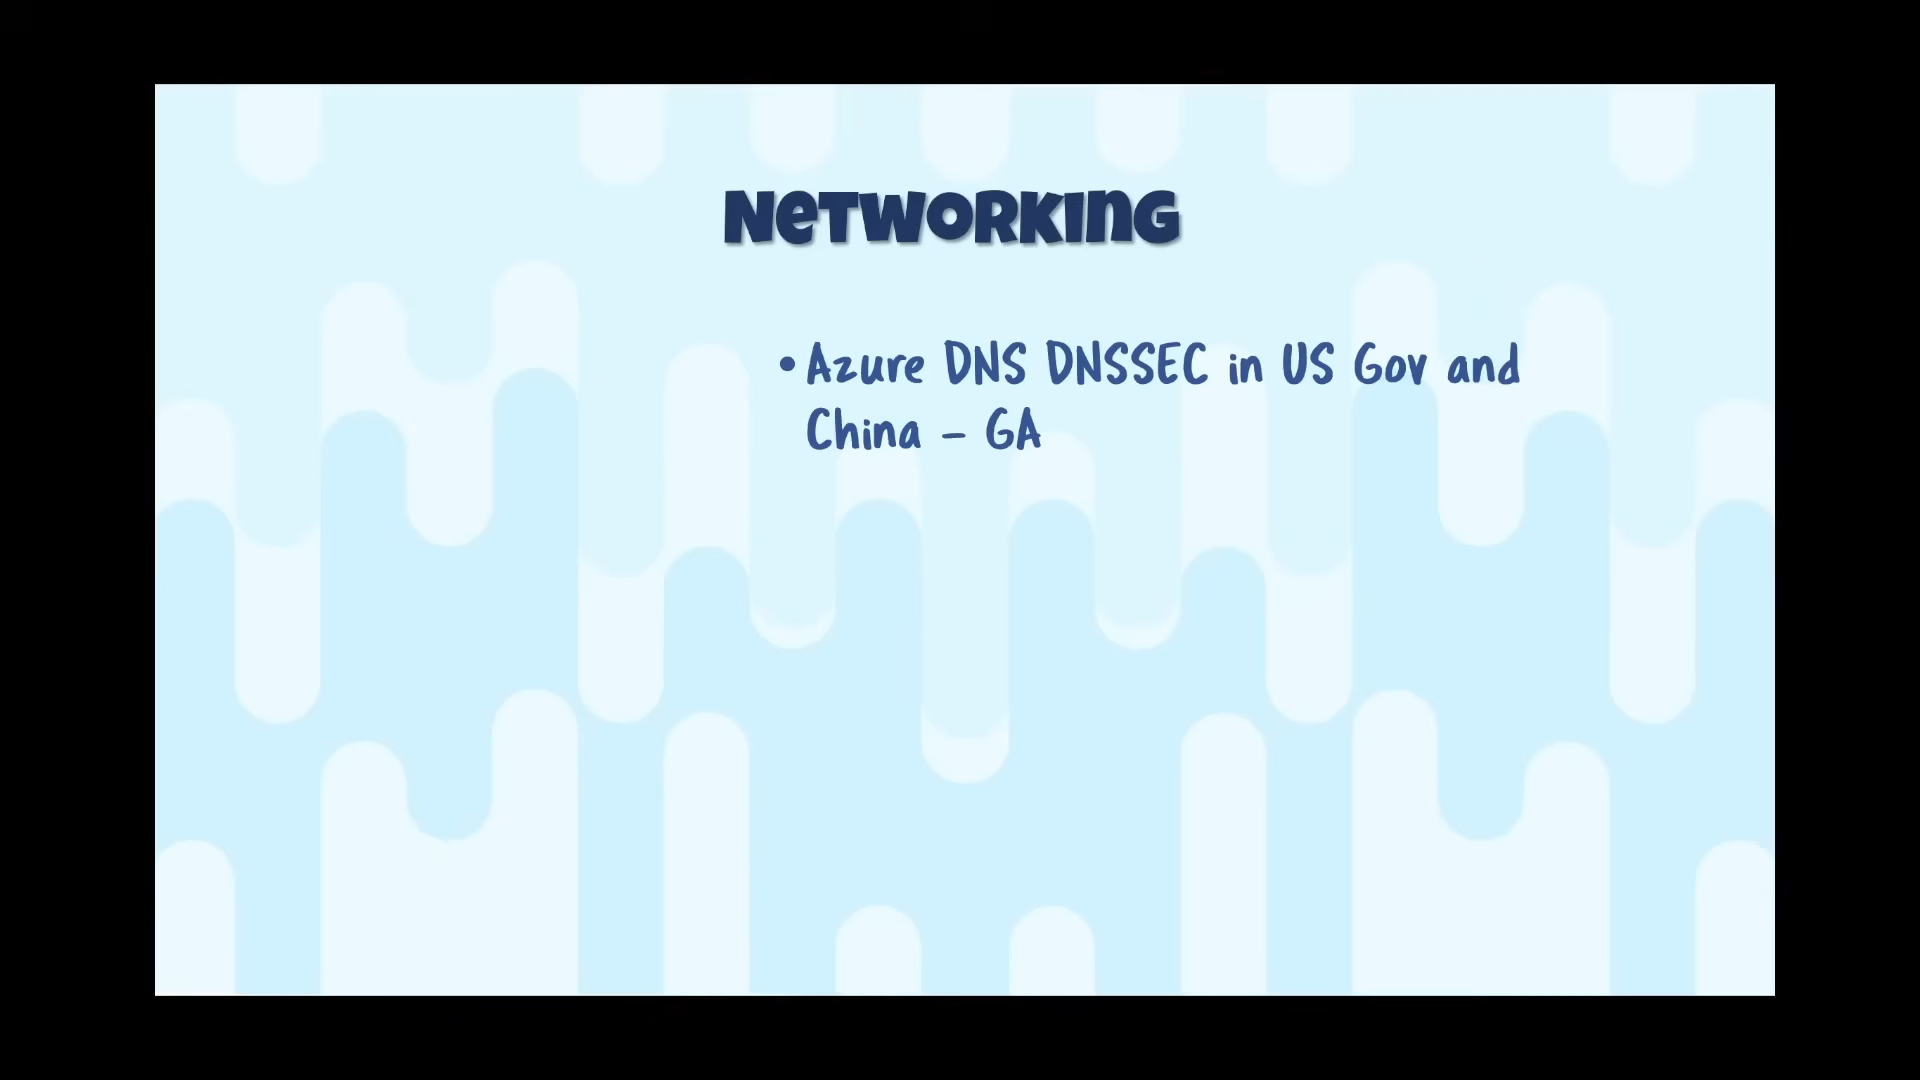 Networking
• Azure DNS DNSSEC in US Gov and
China – GA